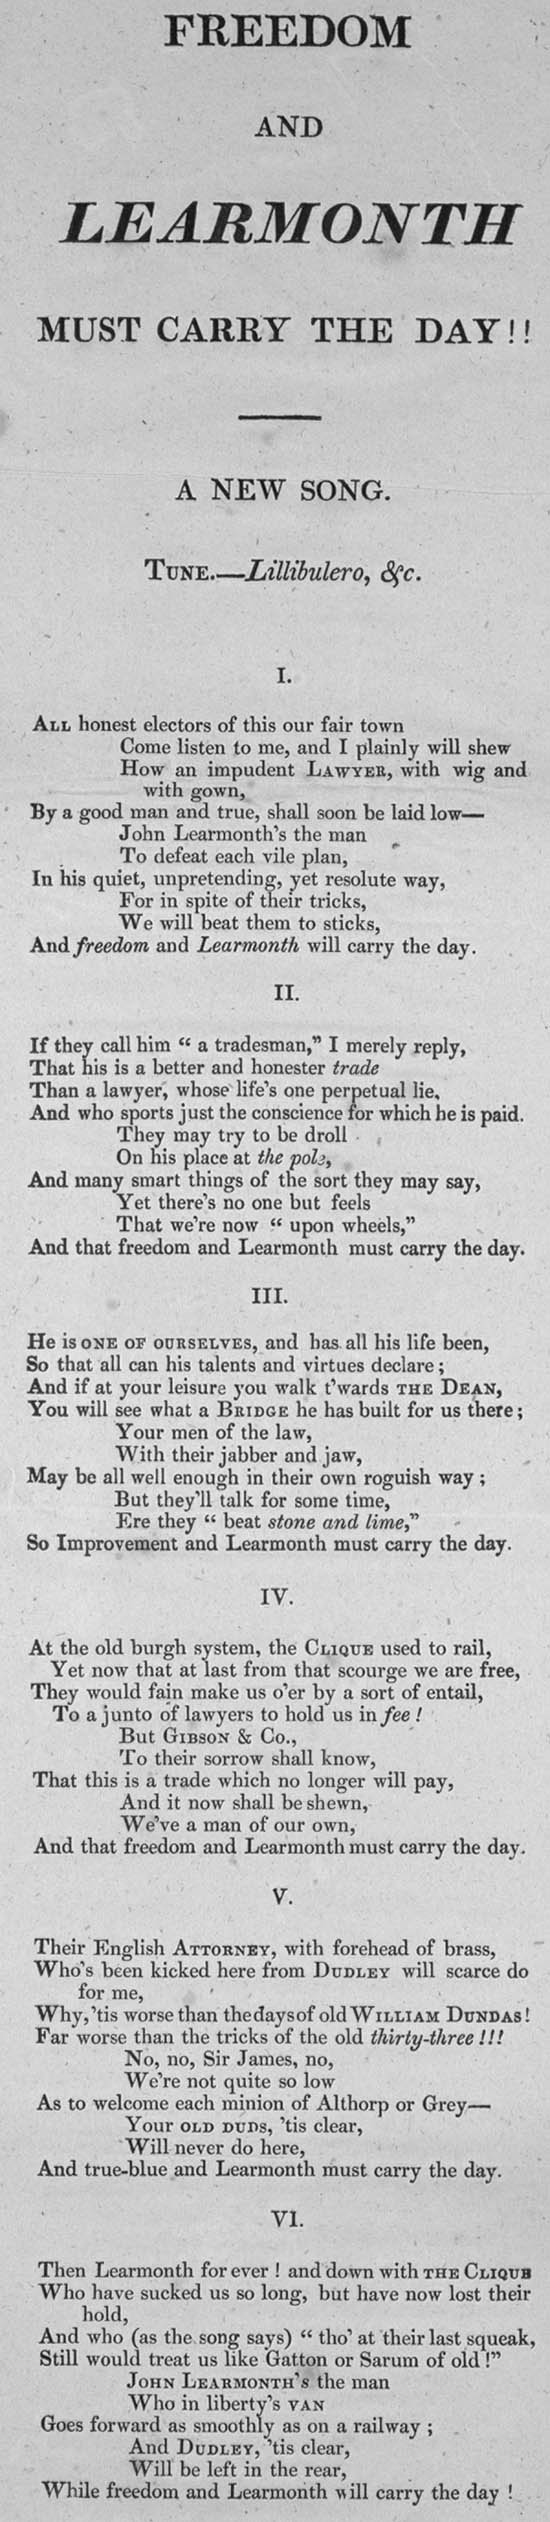 FREEDOM
AND
LEARMONTH
MUST CARRY THE DAY!!
A NEW SONG.
TUNE.—Lillibulero, &c.
I.
ALL honest electors of this our fair town
Come listen to me, and I plainly will shew
How an impudent LAWYER, with wig and
with gown,
By a good man and true, shall soon be laid low—
John Learmonth's the man
To defeat each vile plan,
In his quiet, unpretending, yet resolute way,
For in spite of their tricks,
We will beat them to sticks,
And freedom and Learmonth will carry the day.
II.
If they call him “ a tradesman,” I merely reply,
That his is a better and honester trade
Than a lawyer, whose life's one perpetual lie,
And who sports just the conscience for which he is paid.
They may try to be droll
On his place at the pole,
And many smart things of the sort they may say,
Yet there's no one but feels
That we're now “ upon wheels,”
And that freedom and Learmonth must carry the day.
III.
He is ONE OF OURSELVES, and has all his life been,
So that all can his talents and virtues declare;
And if at your leisure you walk t'wards THE DEAN,
You will see what a BRIDGE he has built for us there;
Your men of the law,
With their jabber and jaw,
May be all well enough in their own roguish way;
But they'll talk for some time,
Ere they “ beat stone and lime,”
So Improvement and Learmonth must carry the day.
IV.
At the old burgh system, the CLIQUE used to rail,
Yet now that at last from that scourge we are free,
They would fain make us o'er by a sort of entail,
To a junto of lawyers to hold us in fee!
But GIBSON & Co.,
To their sorrow shall know,
That this is a trade which no longer will pay,
And it now shall be shewn,
We've a man of our own,
And that freedom and Learmonth must carry the day.
V.
Their English ATTORNEY, with forehead of brass,
Who's been kicked here from DUDLEY will scarce do
for me,
Why, 'tis worse than the days of old WILLIAM DUNDAS!
Far worse than the tricks of the old thirty-three!!!
No, no, Sir James, no,
We're not quite so low
As to welcome each minion of Althorp or Grey—
Your OLD DUDS, 'tis clear,
Will never do here,
And true-blue and Learmonth must carry the day.
VI.
Then Learmonth for ever! and down with THE CLIQUE
Who have sucked us so long, but have now lost their
hold,
And who (as the song says) “ tho' at their last squeak,
Still would treat us like Gatton or Sarum of old!”
JOHN LEARMONTH's the man
Who in liberty's VAN
Goes forward as smoothly as on a railway;
And DUDLEY, 'tis clear,
Will be left in the rear,
While freedom and Learmonth will carry the day!